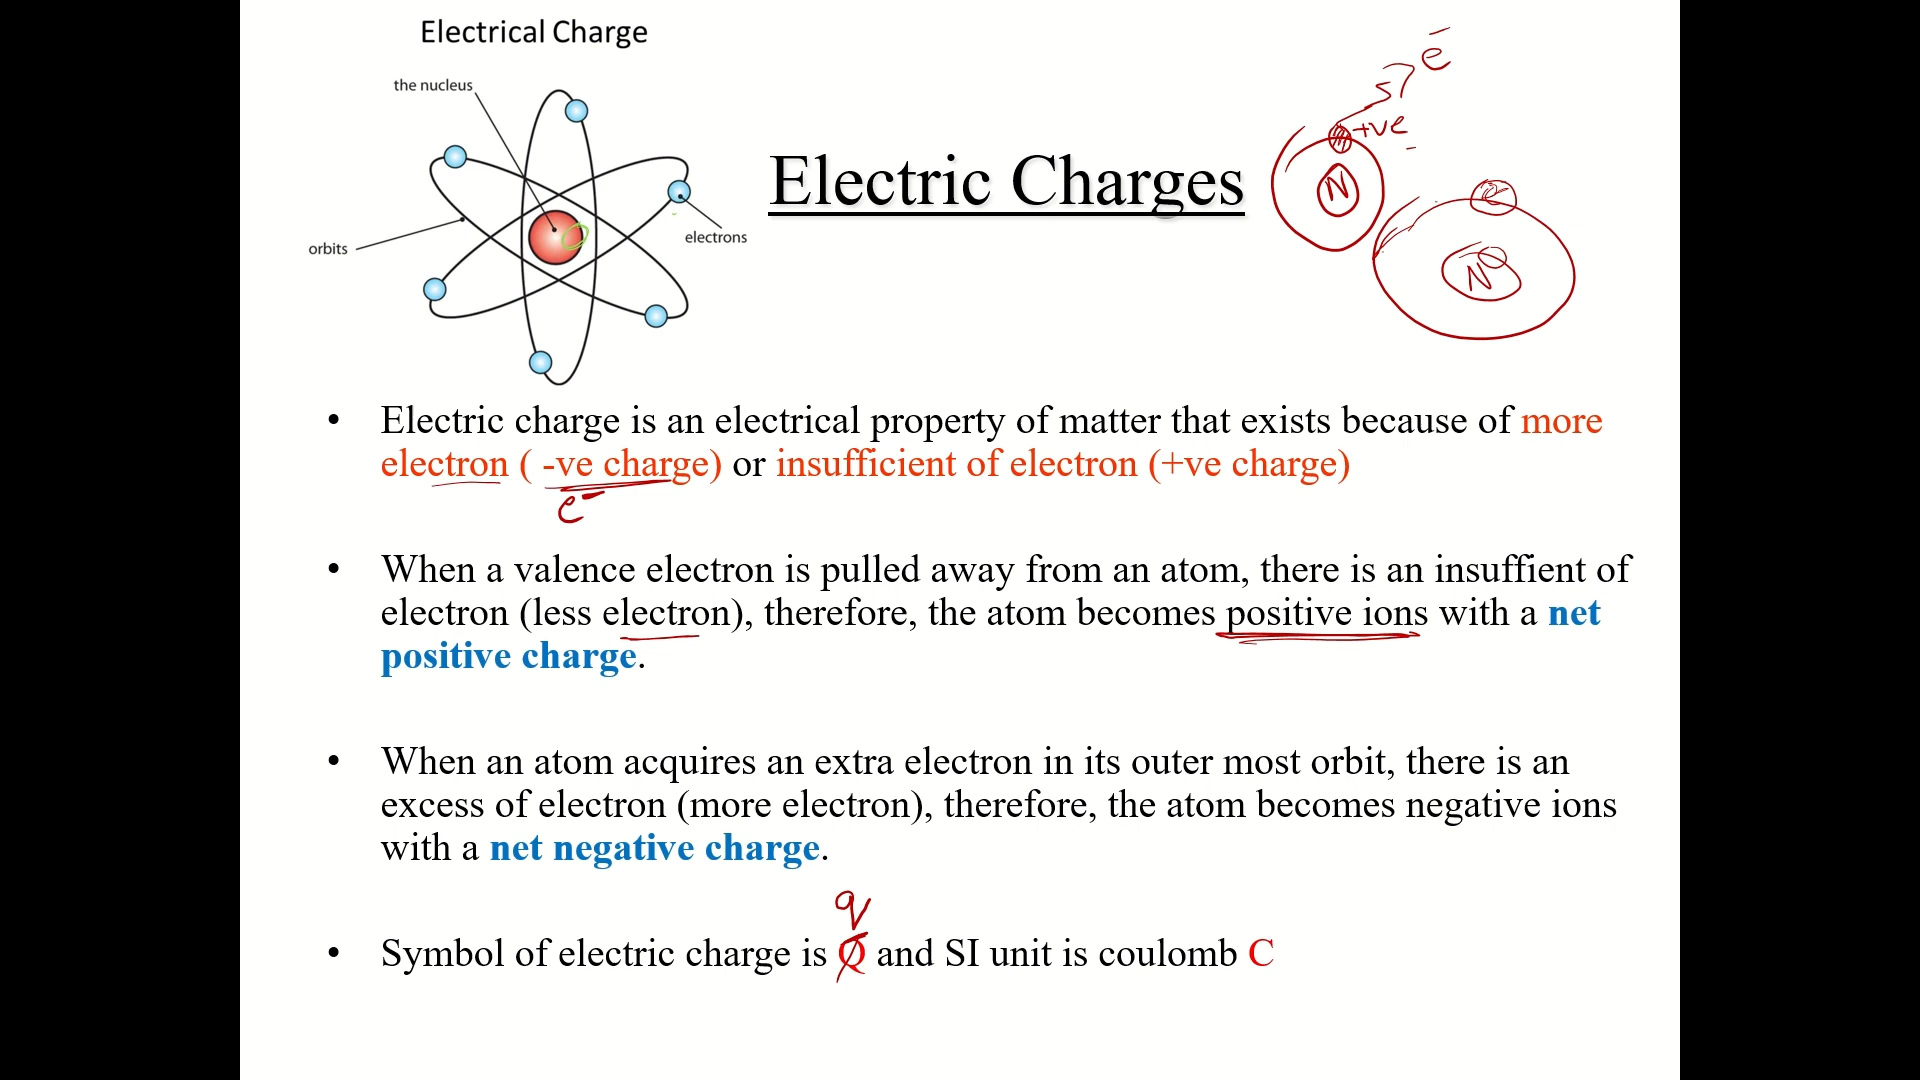 Electrical Charge
the nucleus
orbits
electrons
Electric Charges
e-
+ve
N
e
N
• Electric charge is an electrical property of matter that exists because of more
electron ( -ve charge) or insufficient of electron (+ve charge)
e-
• When a valence electron is pulled away from an atom, there is an insuffient of
electron (less electron), therefore, the atom becomes positive ions with a net
positive charge.
• When an atom acquires an extra electron in its outer most orbit, there is an
excess of electron (more electron), therefore, the atom becomes negative ions
with a net negative charge.
q
• Symbol of electric charge is Q and SI unit is coulomb C